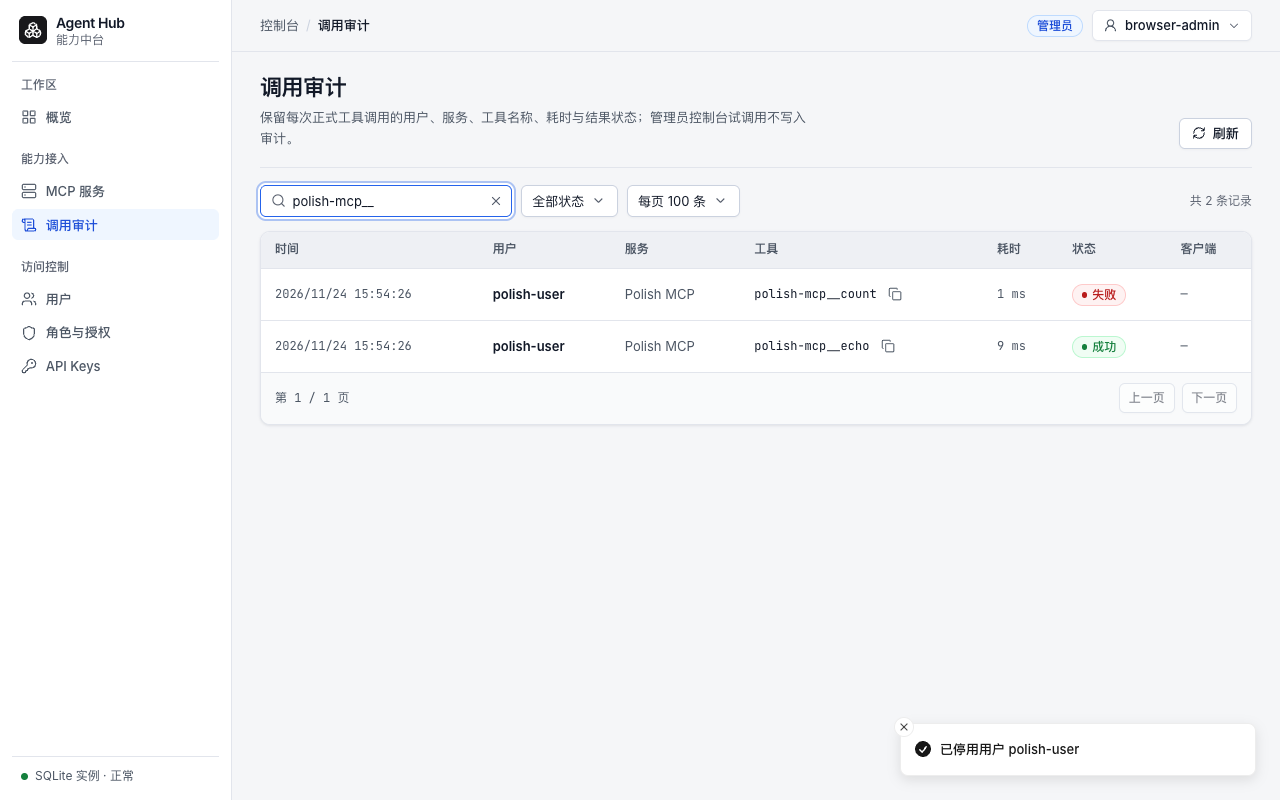 Agent Hub
能力中台
工作区
概览
能力接入
MCP 服务
调用审计
访问控制
用户
角色与授权
API Keys
SQLite 实例 · 正常
控制台 / 调用审计
管理员
browser-admin
调用审计
保留每次正式工具调用的用户、服务、工具名称、耗时与结果状态；管理员控制台试调用不写入
审计。
刷新
polish-mcp__
全部状态
每页 100 条
共 2 条记录
时间 用户 服务 工具 耗时 状态 客户端
2026/11/24 15:54:26 polish-user Polish MCP polish-mcp__count 1 ms 失败 —
2026/11/24 15:54:26 polish-user Polish MCP polish-mcp__echo 9 ms 成功 —
第 1 / 1 页
上一页 下一页
已停用用户 polish-user